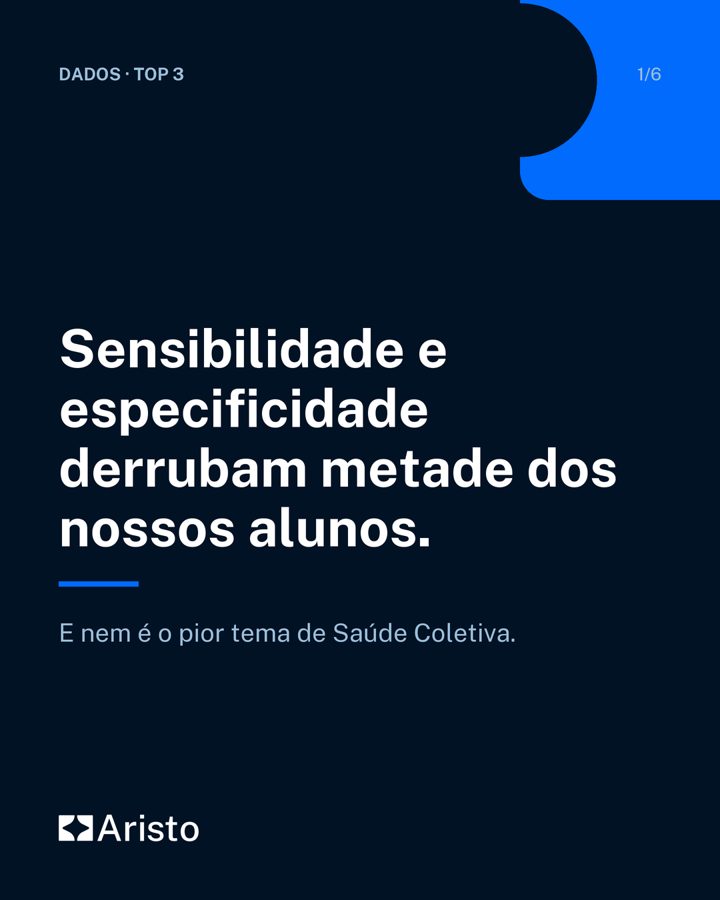 DADOS · TOP 3
1/6
Sensibilidade e
especificidade
derrubam metade dos
nossos alunos.
E nem é o pior tema de Saúde Coletiva.
Aristo